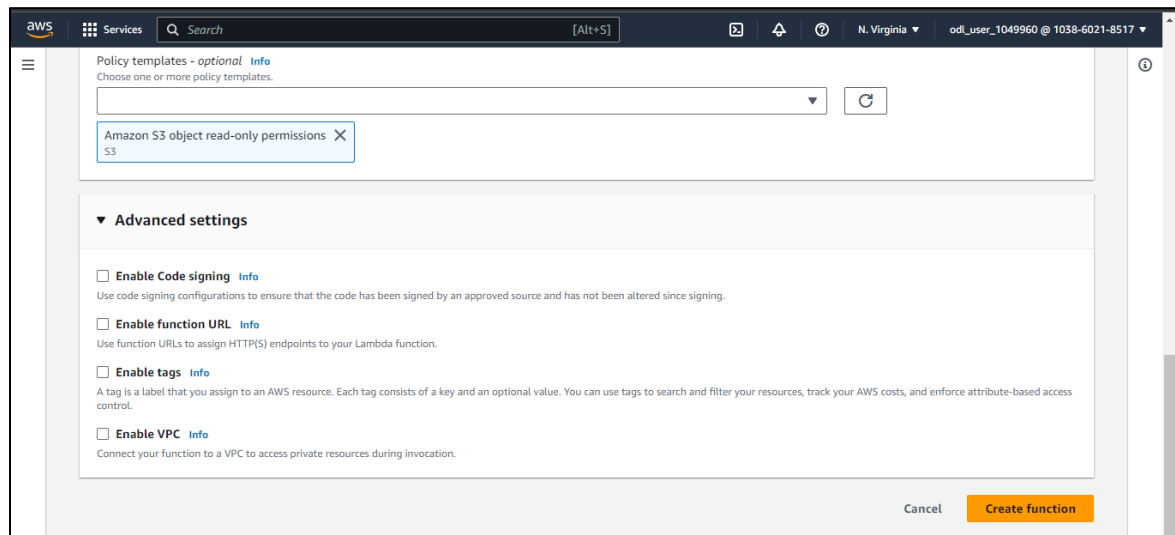 aws Services Search [Alt+S] N. Virginia odl_user_1049960 @ 1038-6021-8517
Policy templates - optional Info
Choose one or more policy templates.
Amazon S3 object read-only permissions
S3
Advanced settings
Enable Code signing Info
Use code signing configurations to ensure that the code has been signed by an approved source and has not been altered since signing.
Enable function URL Info
Use function URLs to assign HTTP(S) endpoints to your Lambda function.
Enable tags Info
A tag is a label that you assign to an AWS resource. Each tag consists of a key and an optional value. You can use tags to search and filter your resources, track your AWS costs, and enforce attribute-based access
control.
Enable VPC Info
Connect your function to a VPC to access private resources during invocation.
Cancel Create function